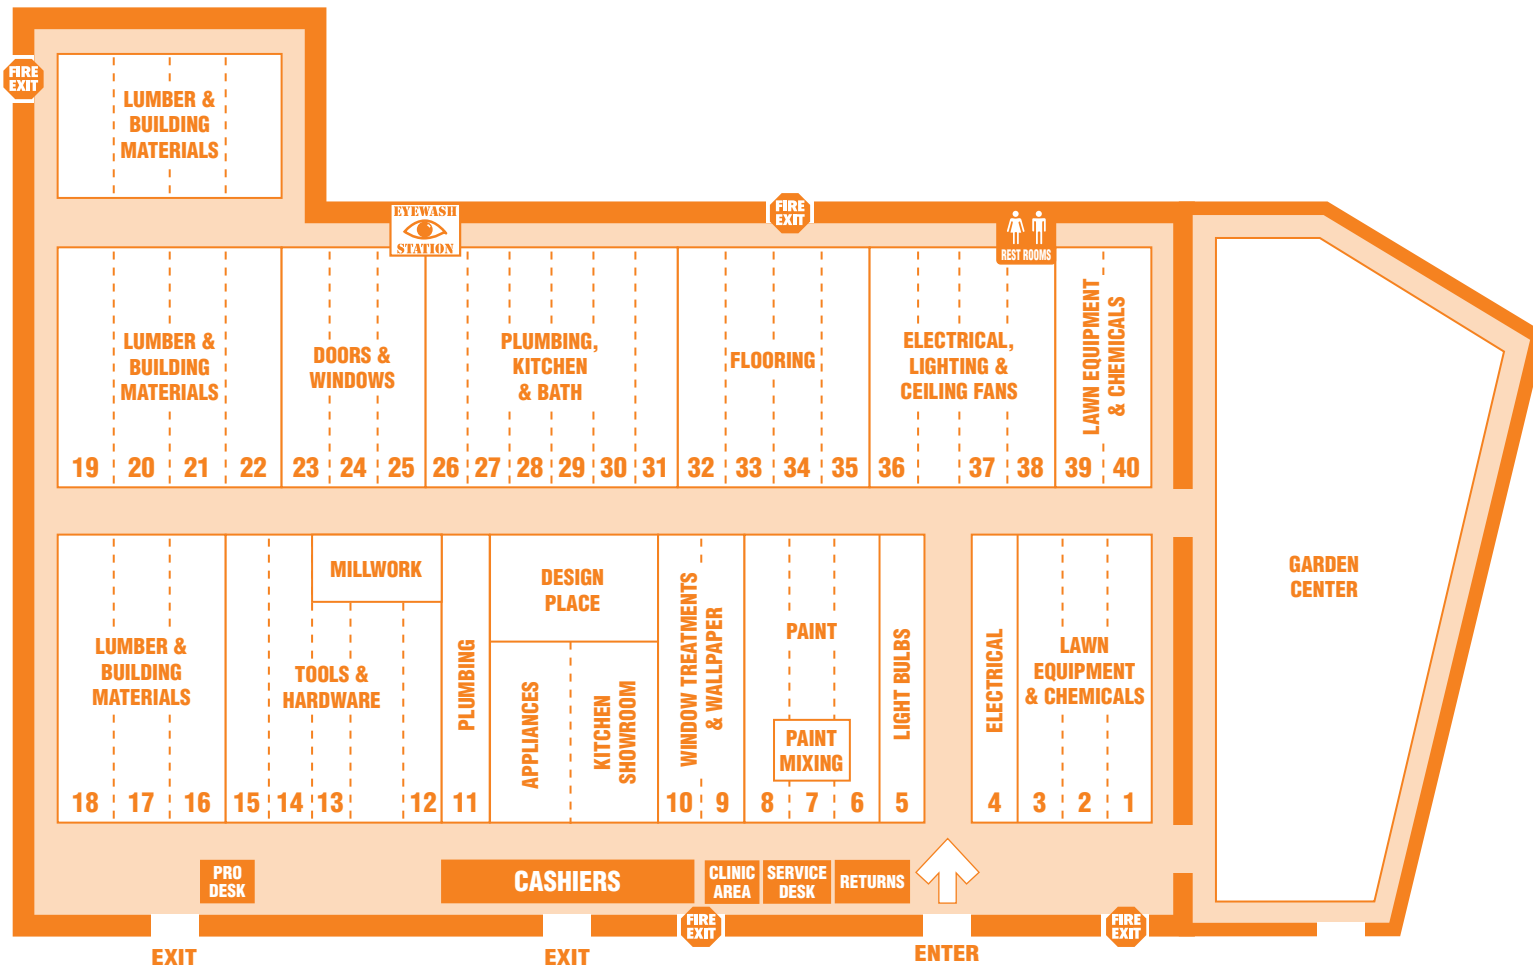 FIRE
EXIT
LUMBER &
BUILDING
MATERIALS
EYEWASH
STATION
FIRE
EXIT
REST ROOMS
LUMBER &
BUILDING
MATERIALS
DOORS &
WINDOWS
PLUMBING,
KITCHEN
& BATH
FLOORING
ELECTRICAL,
LIGHTING &
CEILING FANS
LAWN EQUIPMENT
& CHEMICALS
19 20 21 22 23 24 25 26 27 28 29 30 31 32 33 34 35 36 37 38 39 40
GARDEN
CENTER
LUMBER &
BUILDING
MATERIALS
TOOLS &
HARDWARE
MILLWORK
PLUMBING
DESIGN
PLACE
APPLIANCES
KITCHEN
SHOWROOM
WINDOW TREATMENTS
& WALLPAPER
PAINT
PAINT
MIXING
LIGHT BULBS
ELECTRICAL
LAWN
EQUIPMENT
& CHEMICALS
18 17 16 15 14 13 12 11 10 9 8 7 6 5 4 3 2 1
PRO
DESK
CASHIERS
CLINIC
AREA
SERVICE
DESK
RETURNS
FIRE
EXIT
FIRE
EXIT
EXIT
EXIT
ENTER